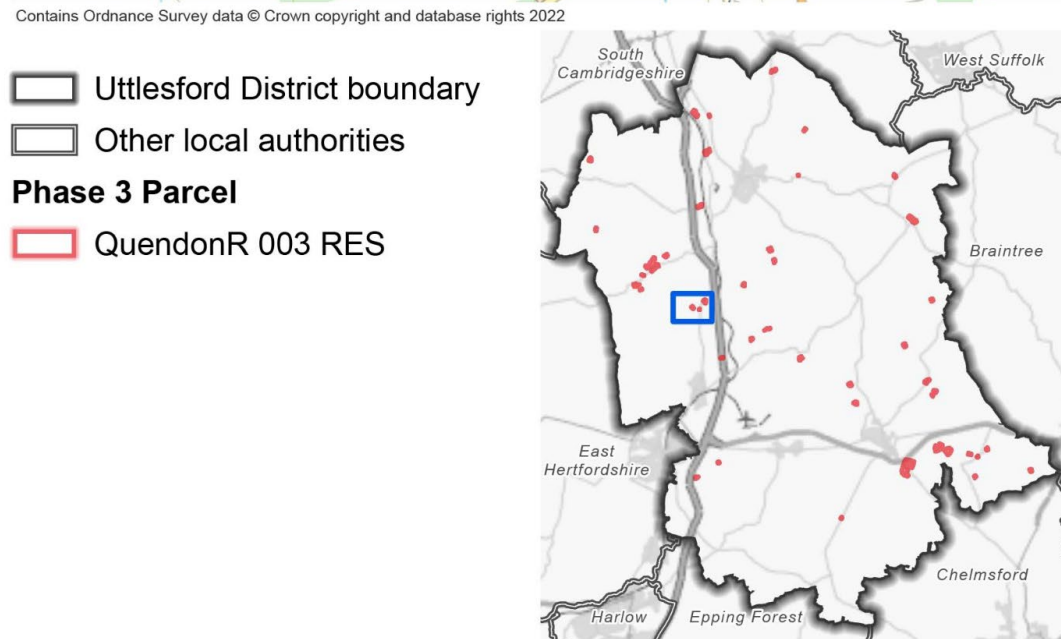 Contains Ordnance Survey data © Crown copyright and database rights 2022
Uttlesford District boundary
Other local authorities
Phase 3 Parcel
QuendonR 003 RES
South
Cambridgeshire
West Suffolk
Braintree
East
Hertfordshire
Chelmsford
Harlow
Epping Forest